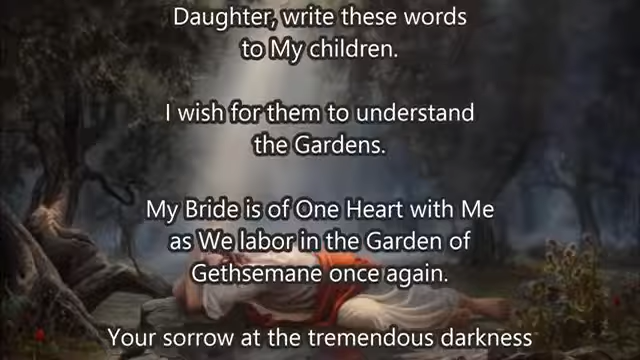 Daughter, write these words
to My children.
I wish for them to understand
the Gardens.
My Bride is of One Heart with Me
as We labor in the Garden of
Gethsemane once again.
Your sorrow at the tremendous darkness